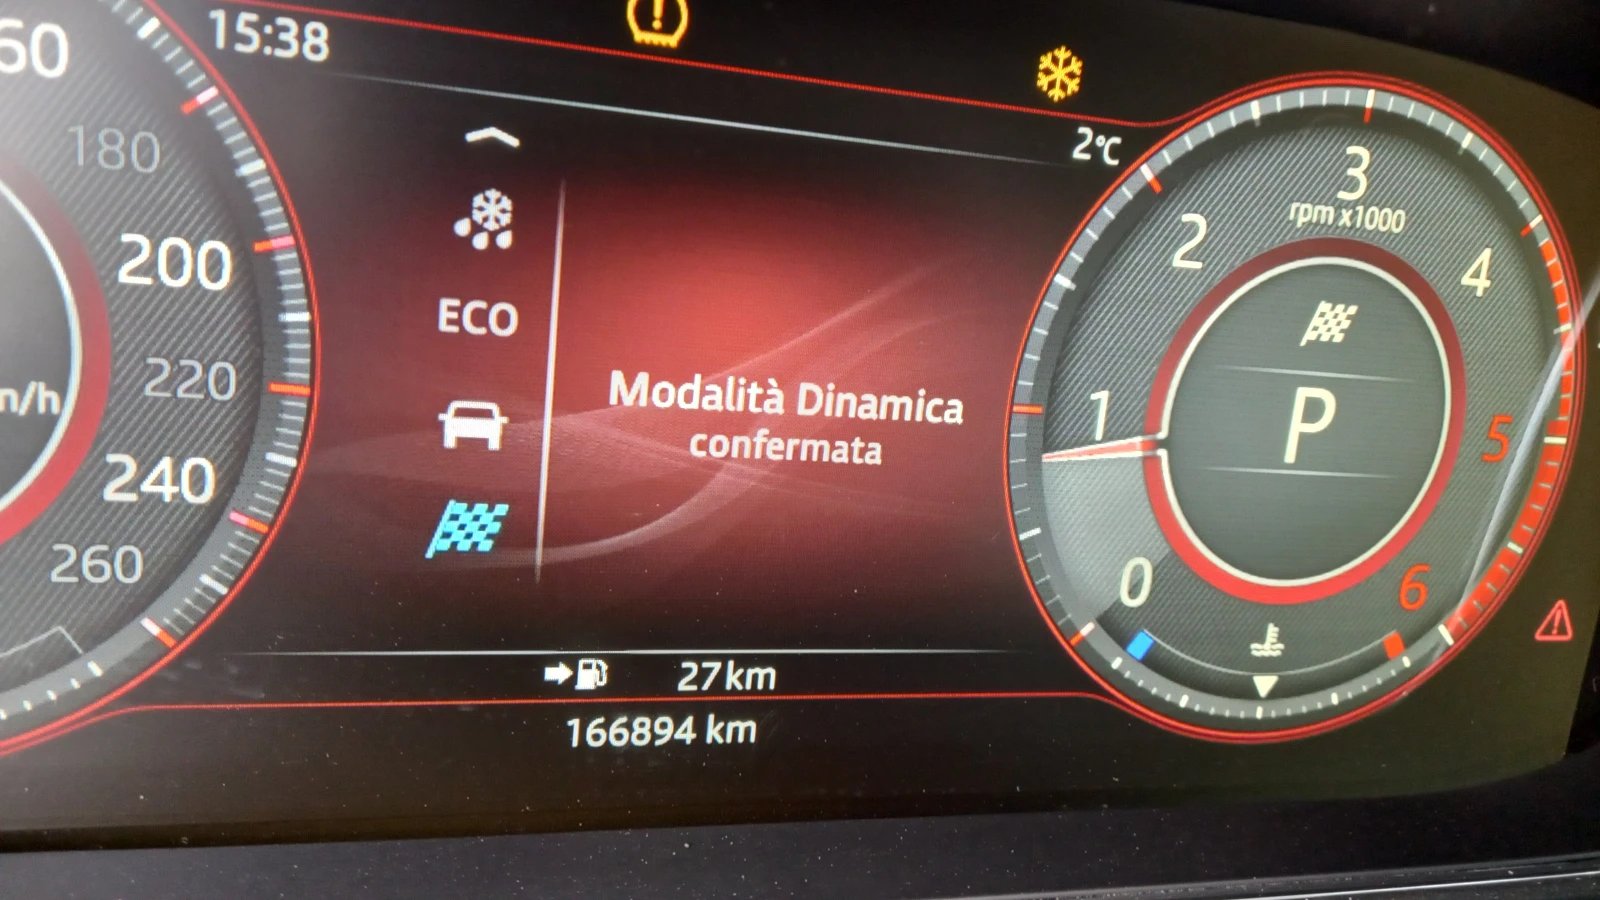 15:38
2°C
60
180
200
220
n/h
240
260
ECO
Modalità Dinamica
confermata
27 km
166894 km
3
rpm x1000
2
4
1
P
5
0
6